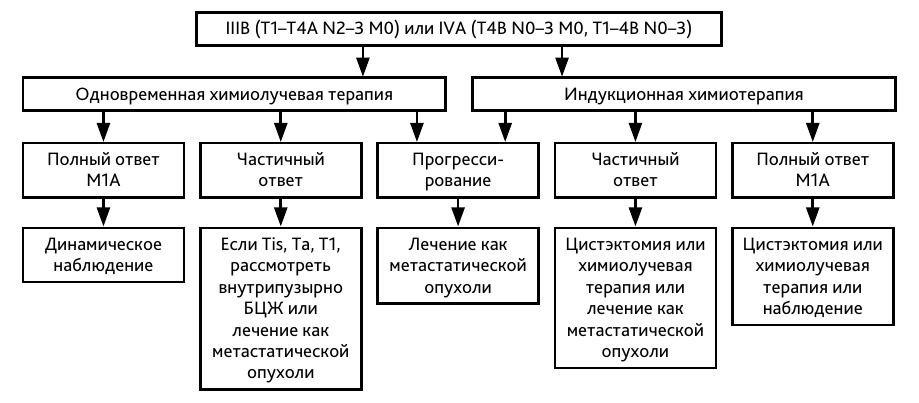 IIIB (T1–T4A N2–3 M0) или IVA (T4B N0–3 M0, T1–4B N0–3)
Одновременная химиолучевая терапия
Индукционная химиотерапия
Полный ответ
M1A
Частичный
ответ
Прогресси-
рование
Частичный
ответ
Полный ответ
M1A
Динамическое
наблюдение
Если Tis, Ta, T1,
рассмотреть
внутрипузырно
БЦЖ или
лечение как
метастатической
опухоли
Лечение как
метастатической
опухоли
Цистэктомия или
химиолучевая
терапия или
лечение как
метастатической
опухоли
Цистэктомия или
химиолучевая
терапия или
наблюдение